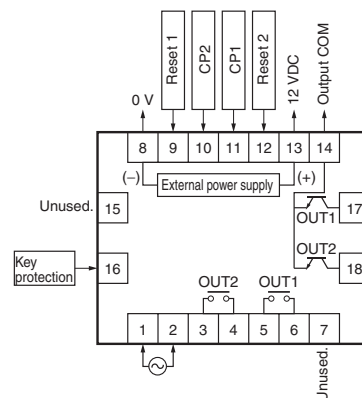 Reset 1
CP2
CP1
Reset 2
12 VDC
Output COM
0 V
8 9 10 11 12 13 14
(−) External power supply (+)
Unused. 15
OUT1 17
Key
protection
16
OUT2 18
OUT2 OUT1
1 2 3 4 5 6 7
Unused.